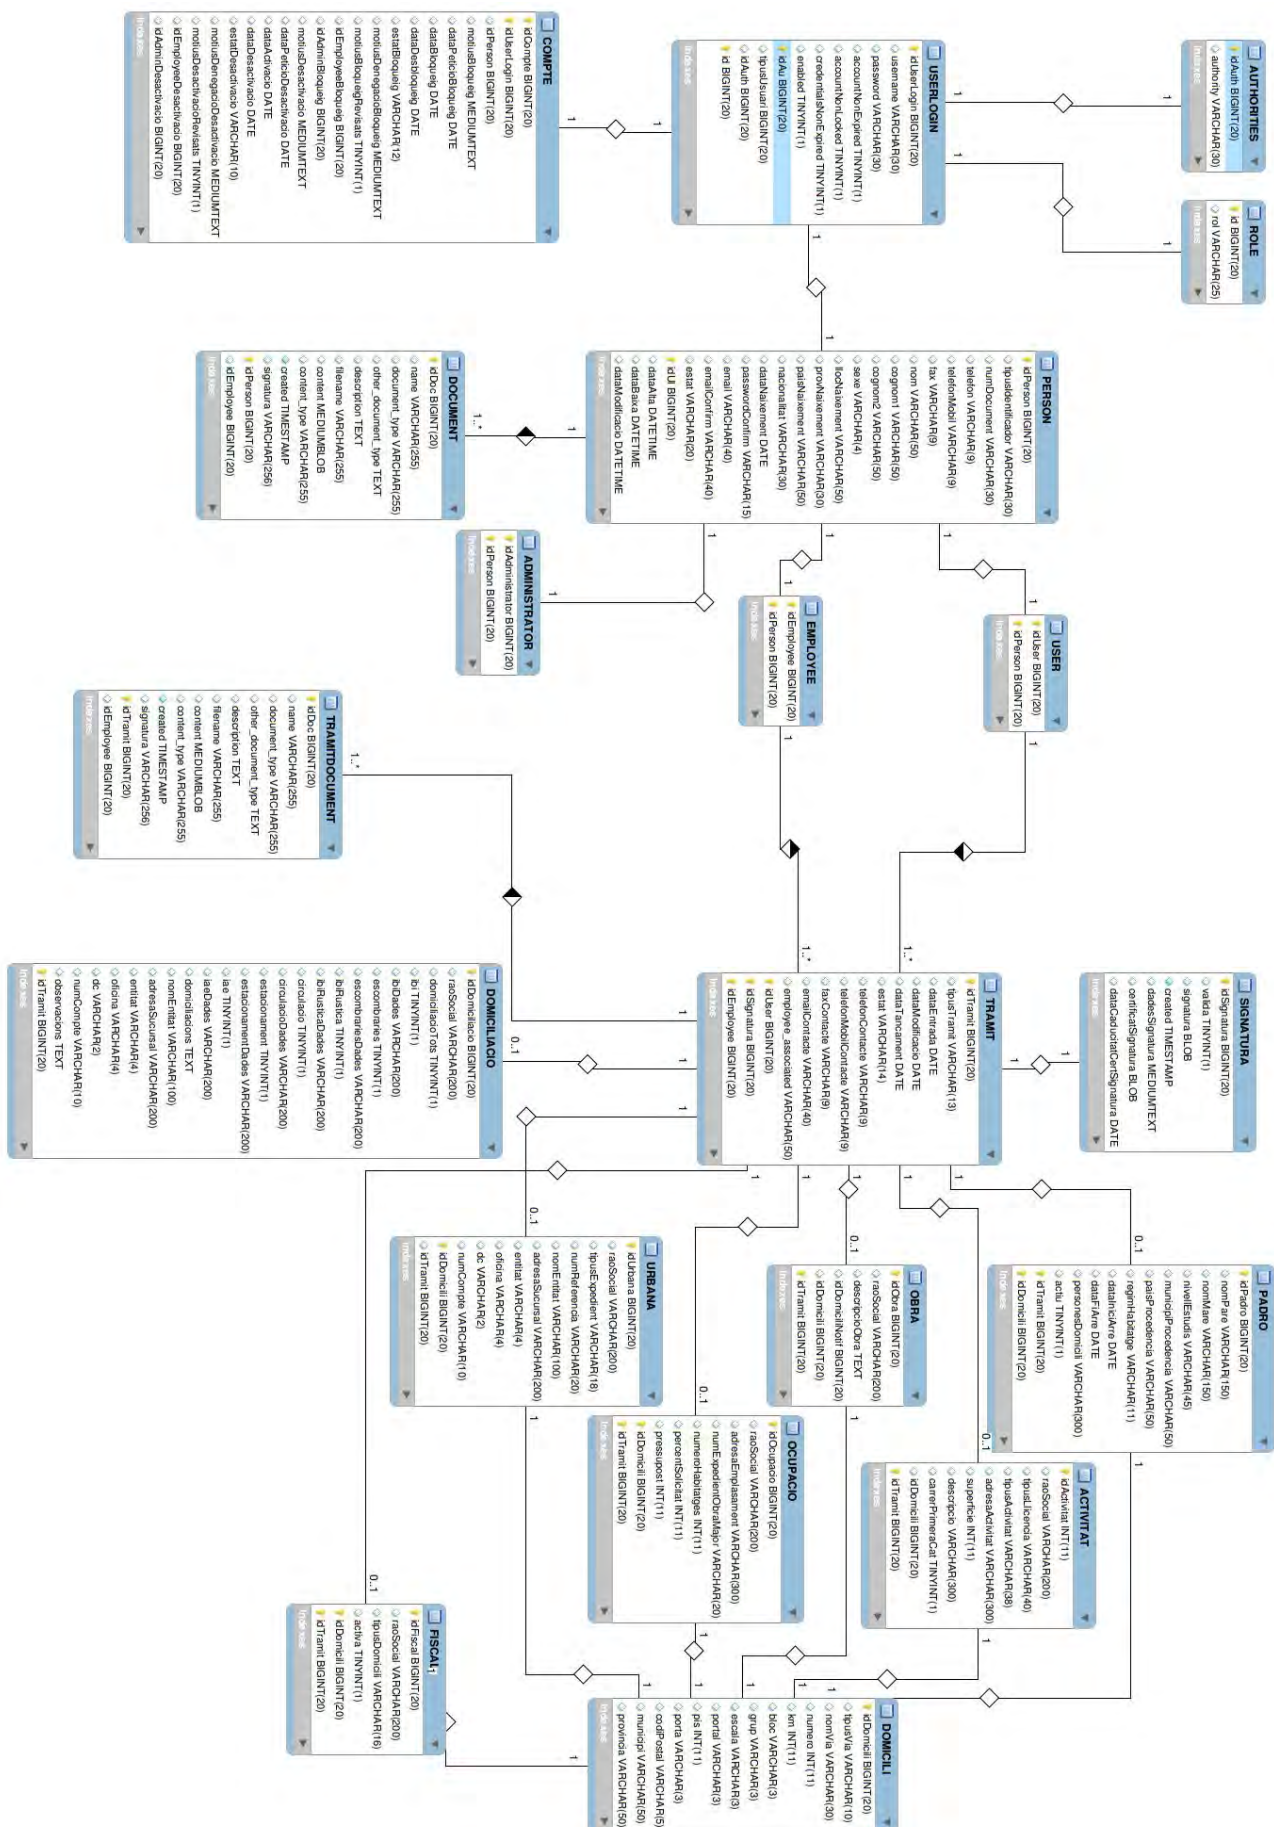 AUTHORITIES
idAuth BIGINT(20)
authority VARCHAR(30)
Indexes
ROLE
id BIGINT(20)
rol VARCHAR(25)
Indexes
USERLOGIN
idUserLogin BIGINT(20)
username VARCHAR(30)
password VARCHAR(30)
accountNonExpired TINYINT(1)
accountNonLocked TINYINT(1)
credentialsNonExpired TINYINT(1)
enabled TINYINT(1)
idAu BIGINT(20)
tipusUsuari BIGINT(20)
idAuth BIGINT(20)
id BIGINT(20)
Indexes
COMPTE
idCompte BIGINT(20)
idUserLogin BIGINT(20)
idPerson BIGINT(20)
motiusBloqueig MEDIUMTEXT
dataPeticioBloqueig DATE
dataBloqueig DATE
dataDesbloqueig DATE
estatBloqueig VARCHAR(12)
motiusDenegacioBloqueig MEDIUMTEXT
motiusBloqueigRevisats TINYINT(1)
idEmployeeBloqueig BIGINT(20)
idAdminBloqueig BIGINT(20)
motiusDesactivacio MEDIUMTEXT
dataPeticioDesactivacio DATE
dataActivacio DATE
dataDesactivacio DATE
estatDesactivacio VARCHAR(10)
motiusDenegacioDesactivacio MEDIUMTEXT
motiusDesactivacioRevisats TINYINT(1)
idEmployeeDesactivacio BIGINT(20)
idAdminDesactivacio BIGINT(20)
Indexes
PERSON
idPerson BIGINT(20)
tipusIdentificador VARCHAR(30)
numDocument VARCHAR(30)
telefon VARCHAR(9)
telefonMobil VARCHAR(9)
fax VARCHAR(9)
nom VARCHAR(50)
cognom1 VARCHAR(50)
cognom2 VARCHAR(50)
sexe VARCHAR(4)
llocNaixement VARCHAR(50)
provNaixement VARCHAR(30)
paisNaixement VARCHAR(50)
nacionalitat VARCHAR(30)
dataNaixement DATE
passwordConfirm VARCHAR(15)
email VARCHAR(40)
emailConfirm VARCHAR(40)
estat VARCHAR(20)
idUl BIGINT(20)
dataAlta DATETIME
dataBaixa DATETIME
dataModificacio DATETIME
Indexes
DOCUMENT
idDoc BIGINT(20)
name VARCHAR(255)
document_type VARCHAR(255)
other_document_type TEXT
description TEXT
filename VARCHAR(255)
content MEDIUMBLOB
content_type VARCHAR(255)
created TIMESTAMP
signatura VARCHAR(256)
idPerson BIGINT(20)
idEmployee BIGINT(20)
Indexes
ADMINISTRATOR
idAdministrator BIGINT(20)
idPerson BIGINT(20)
Indexes
EMPLOYEE
idEmployee BIGINT(20)
idPerson BIGINT(20)
Indexes
USER
idUser BIGINT(20)
idPerson BIGINT(20)
Indexes
TRAMITDOCUMENT
idDoc BIGINT(20)
name VARCHAR(255)
document_type VARCHAR(255)
other_document_type TEXT
description TEXT
filename VARCHAR(255)
content MEDIUMBLOB
content_type VARCHAR(255)
created TIMESTAMP
signatura VARCHAR(256)
idTramit BIGINT(20)
idEmployee BIGINT(20)
Indexes
SIGNATURA
idSignatura BIGINT(20)
valida TINYINT(1)
signatura BLOB
created TIMESTAMP
dadesSignatura MEDIUMTEXT
certificatSignatura BLOB
dataCaducitatCertSignatura DATE
Indexes
TRAMIT
idTramit BIGINT(20)
tipusTramit VARCHAR(13)
dataEntrada DATE
dataModificacio DATE
dataTancament DATE
estat VARCHAR(14)
telefonContacte VARCHAR(9)
telefonMobilContacte VARCHAR(9)
faxContacte VARCHAR(9)
emailContacte VARCHAR(40)
employee_associated VARCHAR(50)
idUser BIGINT(20)
idSignatura BIGINT(20)
idEmployee BIGINT(20)
Indexes
DOMICILIACIO
idDomiciliacio BIGINT(20)
raoSocial VARCHAR(200)
domiciliacioTots TINYINT(1)
ibi TINYINT(1)
ibiDades VARCHAR(200)
escombraries TINYINT(1)
escombrariesDades VARCHAR(200)
ibiRustica TINYINT(1)
ibiRusticaDades VARCHAR(200)
circulacio TINYINT(1)
circulacioDades VARCHAR(200)
estacionament TINYINT(1)
estacionamentDades VARCHAR(200)
iae TINYINT(1)
iaeDades VARCHAR(200)
domiciliacions TEXT
nomEntitat VARCHAR(100)
adresaSucursal VARCHAR(200)
entitat VARCHAR(4)
oficina VARCHAR(4)
dc VARCHAR(2)
numCompte VARCHAR(10)
observacions TEXT
idTramit BIGINT(20)
Indexes
PADRO
idPadro BIGINT(20)
nomPare VARCHAR(150)
nomMare VARCHAR(150)
nivellEstudis VARCHAR(45)
municipiProcedencia VARCHAR(50)
paisProcedencia VARCHAR(50)
regimHabitatge VARCHAR(11)
dataIniciArre DATE
dataFiArre DATE
personesDomicili VARCHAR(300)
actiu TINYINT(1)
idTramit BIGINT(20)
idDomicili BIGINT(20)
Indexes
OBRA
idObra BIGINT(20)
raoSocial VARCHAR(200)
descripcioObra TEXT
idDomicilNotif BIGINT(20)
idDomicili BIGINT(20)
idTramit BIGINT(20)
Indexes
URBANA
idUrbana BIGINT(20)
raoSocial VARCHAR(200)
tipusExpedient VARCHAR(18)
numReferencia VARCHAR(20)
nomEntitat VARCHAR(100)
adresaSucursal VARCHAR(200)
entitat VARCHAR(4)
oficina VARCHAR(4)
dc VARCHAR(2)
numCompte VARCHAR(10)
idDomicili BIGINT(20)
idTramit BIGINT(20)
Indexes
ACTIVITAT
idActivitat INT(11)
raoSocial VARCHAR(200)
tipusLlicencia VARCHAR(40)
tipusActivitat VARCHAR(38)
adresaActivitat VARCHAR(300)
superficie INT(11)
descripcio VARCHAR(300)
carrerPrimeraCat TINYINT(1)
idDomicili BIGINT(20)
idTramit BIGINT(20)
Indexes
OCUPACIO
idOcupacio BIGINT(20)
raoSocial VARCHAR(200)
adresaEmplasament VARCHAR(300)
numExpedientObraMajor VARCHAR(20)
numeroHabitatges INT(11)
percentSolicitat INT(11)
pressupost INT(11)
idDomicili BIGINT(20)
idTramit BIGINT(20)
Indexes
FISCAL
idFiscal BIGINT(20)
raoSocial VARCHAR(200)
tipusDomicili VARCHAR(16)
activa TINYINT(1)
idDomicili BIGINT(20)
idTramit BIGINT(20)
Indexes
DOMICILI
idDomicili BIGINT(20)
tipusVia VARCHAR(10)
nomVia VARCHAR(30)
numero INT(11)
km INT(11)
bloc VARCHAR(3)
grup VARCHAR(3)
escala VARCHAR(3)
portal VARCHAR(3)
pis INT(11)
porta VARCHAR(3)
codiPostal VARCHAR(5)
municipi VARCHAR(50)
provincia VARCHAR(50)